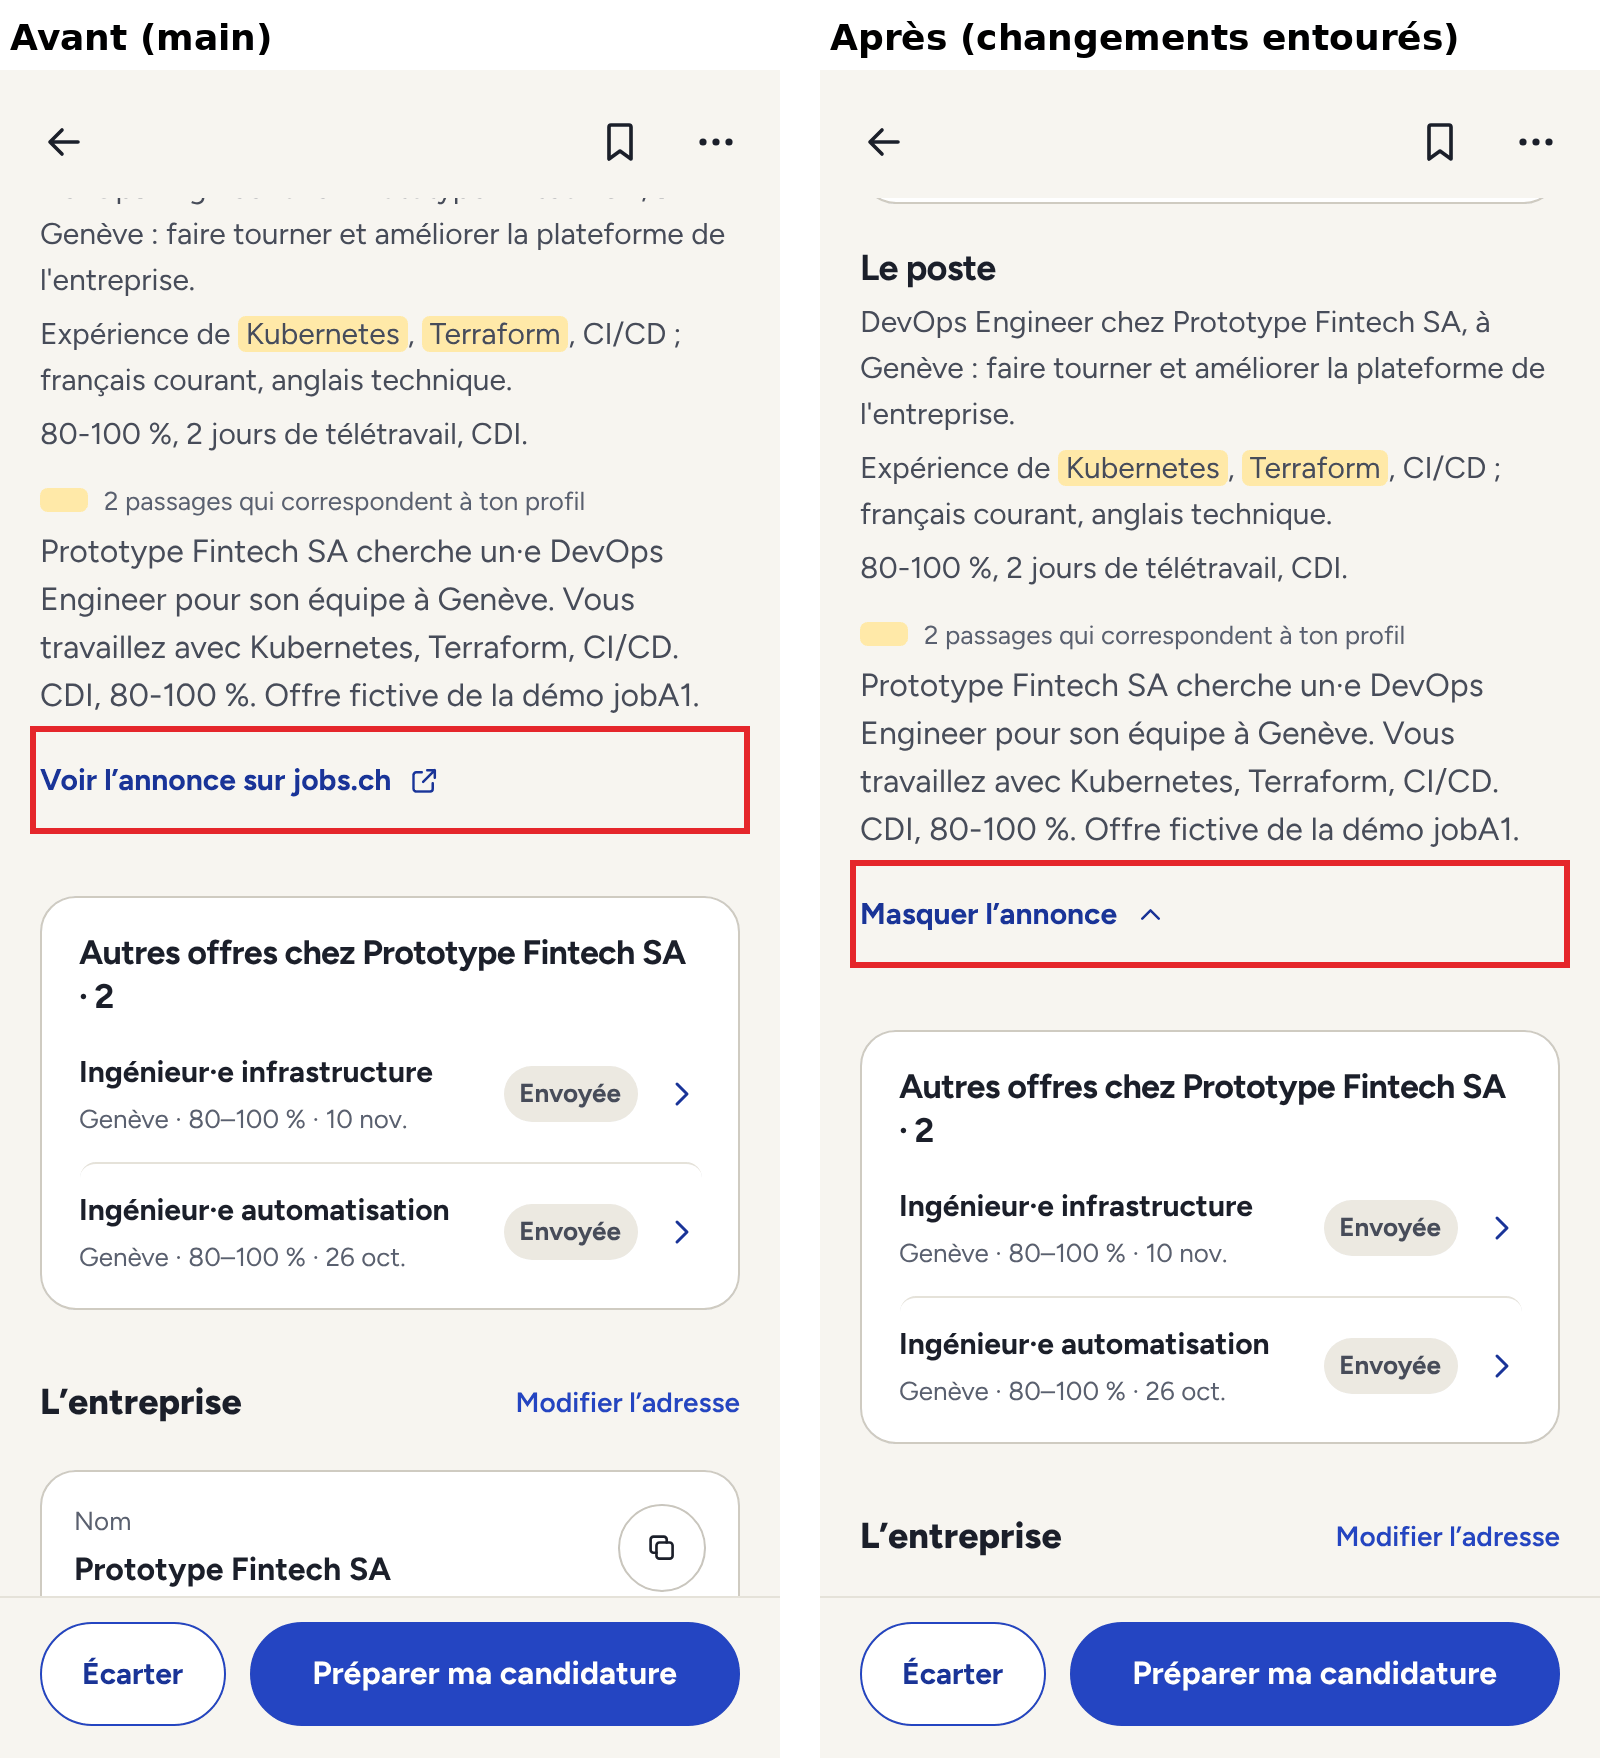 Avant (main)
Genève : faire tourner et améliorer la plateforme de
l'entreprise.
Expérience de Kubernetes, Terraform, CI/CD ;
français courant, anglais technique.
80-100 %, 2 jours de télétravail, CDI.
2 passages qui correspondent à ton profil
Prototype Fintech SA cherche un·e DevOps
Engineer pour son équipe à Genève. Vous
travaillez avec Kubernetes, Terraform, CI/CD.
CDI, 80-100 %. Offre fictive de la démo jobA1.
Voir l’annonce sur jobs.ch
Autres offres chez Prototype Fintech SA
· 2
Ingénieur·e infrastructure
Envoyée
Genève · 80–100 % · 10 nov.
Ingénieur·e automatisation
Envoyée
Genève · 80–100 % · 26 oct.
L’entreprise
Modifier l’adresse
Nom
Prototype Fintech SA
Écarter
Préparer ma candidature
Après (changements entourés)
Le poste
DevOps Engineer chez Prototype Fintech SA, à
Genève : faire tourner et améliorer la plateforme de
l'entreprise.
Expérience de Kubernetes, Terraform, CI/CD ;
français courant, anglais technique.
80-100 %, 2 jours de télétravail, CDI.
2 passages qui correspondent à ton profil
Prototype Fintech SA cherche un·e DevOps
Engineer pour son équipe à Genève. Vous
travaillez avec Kubernetes, Terraform, CI/CD.
CDI, 80-100 %. Offre fictive de la démo jobA1.
Masquer l’annonce
Autres offres chez Prototype Fintech SA
· 2
Ingénieur·e infrastructure
Envoyée
Genève · 80–100 % · 10 nov.
Ingénieur·e automatisation
Envoyée
Genève · 80–100 % · 26 oct.
L’entreprise
Modifier l’adresse
Écarter
Préparer ma candidature